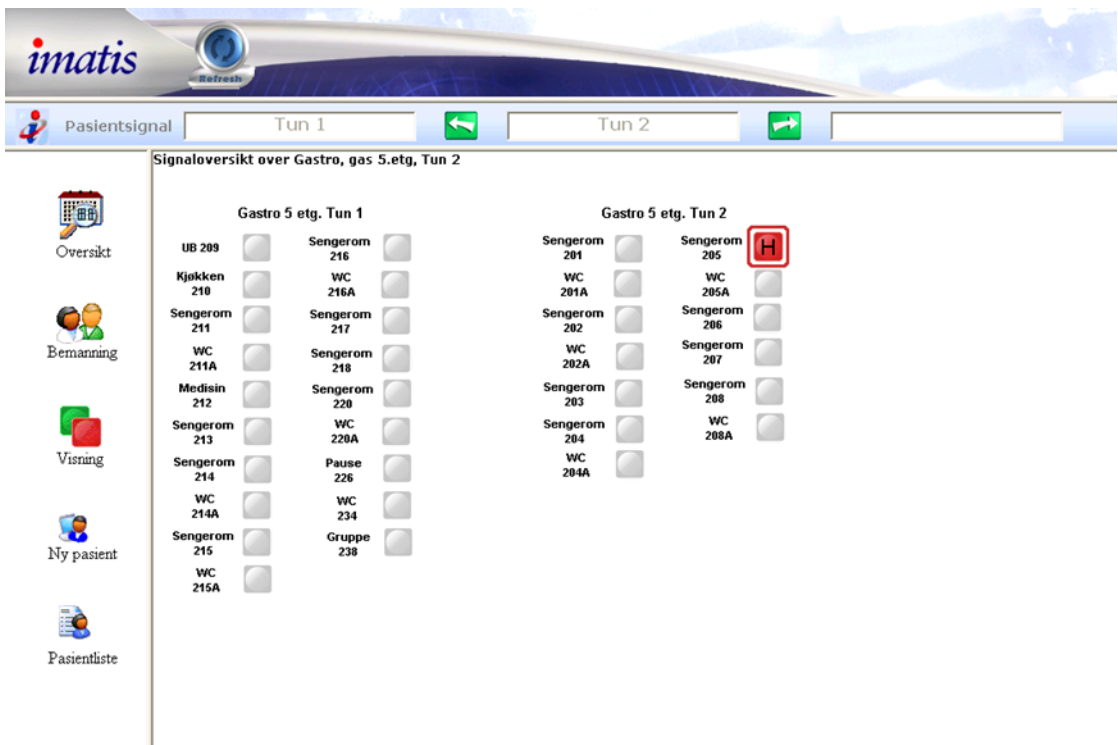 imatis
Refresh
Pasientsignal
Tun 1
Tun 2
Signaloversikt over Gastro, gas 5.etg, Tun 2
Oversikt
Bemanning
Visning
Ny pasient
Pasientliste
Gastro 5 etg. Tun 1
UB 209
Kjøkken
210
Sengerom
211
WC
211A
Medisin
212
Sengerom
213
Sengerom
214
WC
214A
Sengerom
215
WC
215A
Sengerom
216
WC
216A
Sengerom
217
Sengerom
218
Sengerom
220
WC
220A
Pause
226
WC
234
Gruppe
238
Gastro 5 etg. Tun 2
Sengerom
201
WC
201A
Sengerom
202
WC
202A
Sengerom
203
Sengerom
204
WC
204A
Sengerom
205
H
WC
205A
Sengerom
206
Sengerom
207
Sengerom
208
WC
208A